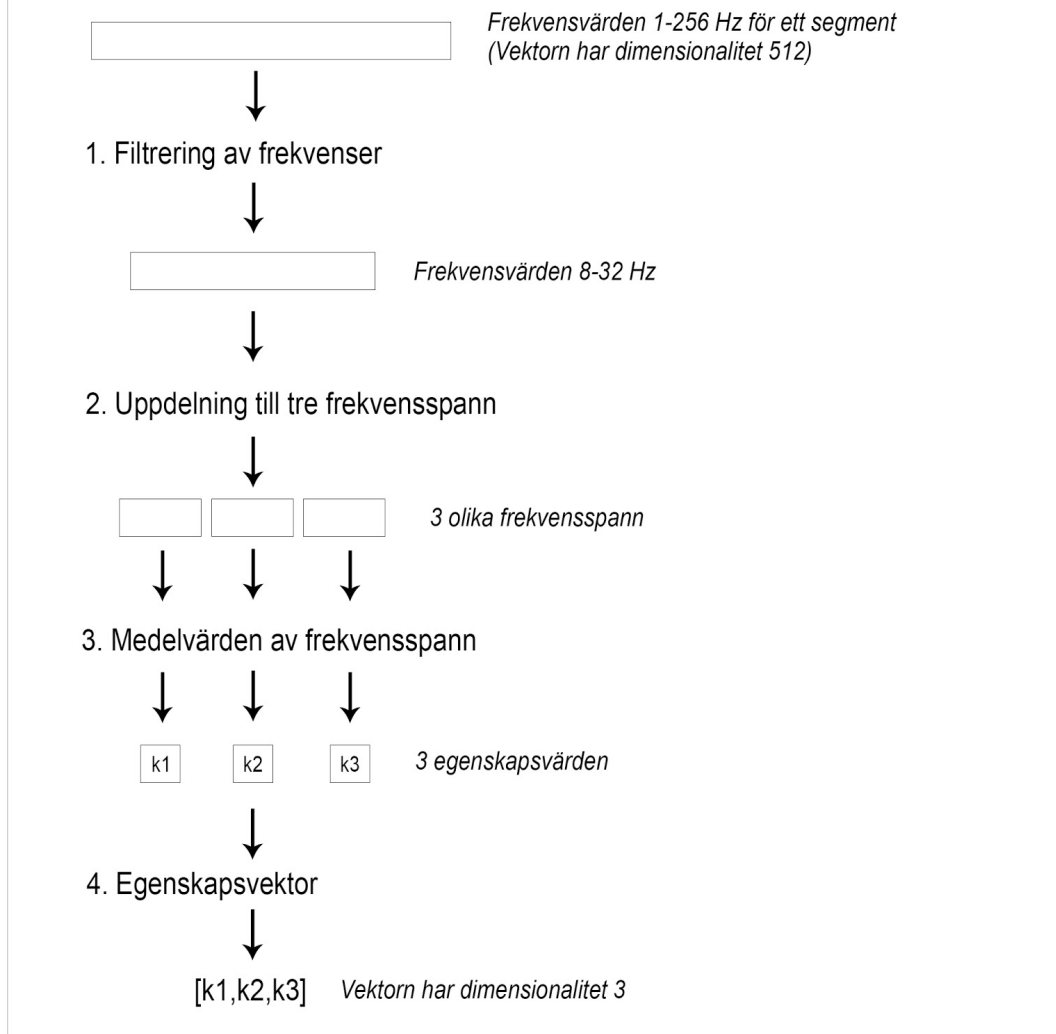 Frekvensvärden 1-256 Hz för ett segment
(Vektorn har dimensionalitet 512)
1. Filtrering av frekvenser
Frekvensvärden 8-32 Hz
2. Uppdelning till tre frekvensspann
3 olika frekvensspann
3. Medelvärden av frekvensspann
k1 k2 k3 3 egenskapsvärden
4. Egenskapsvektor
[k1,k2,k3] Vektorn har dimensionalitet 3